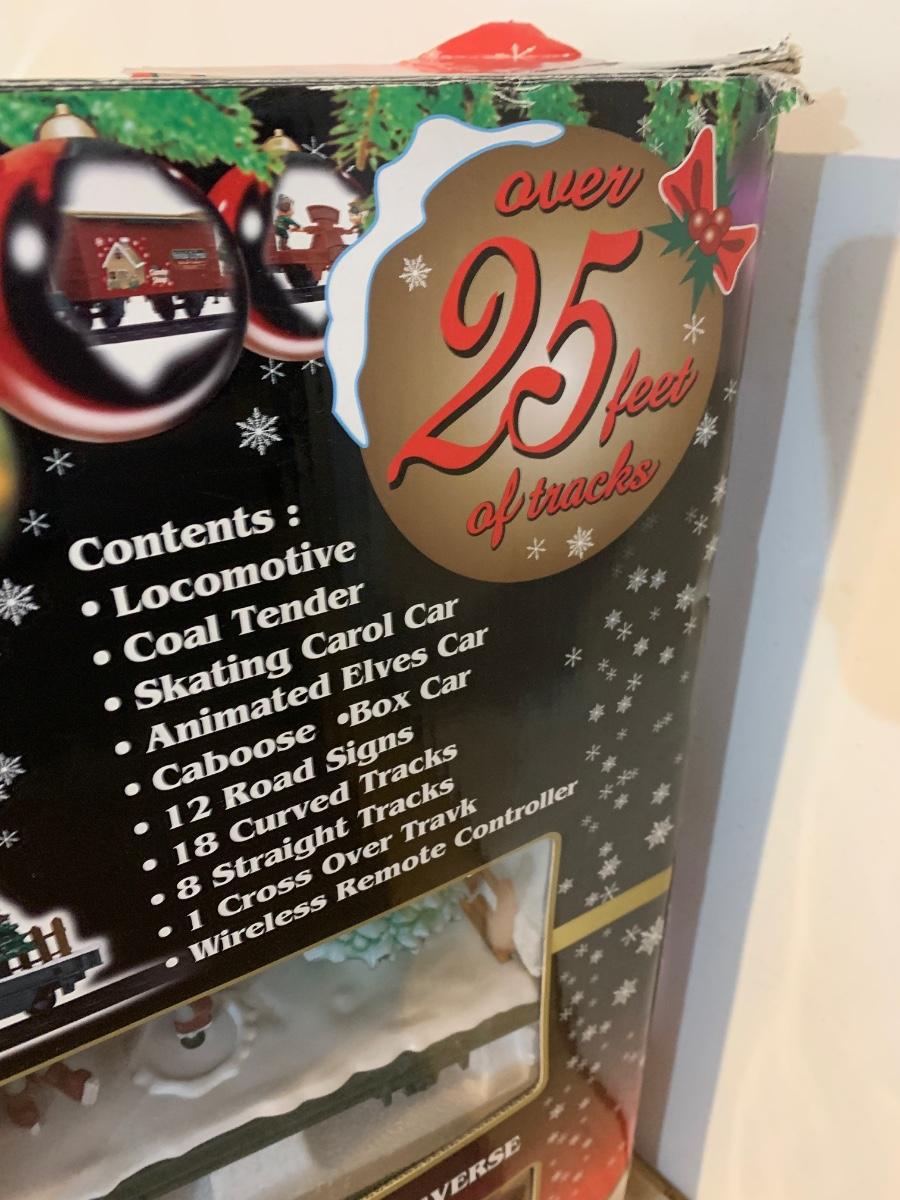 over
25 feet
of tracks
Contents :
• Locomotive
• Coal Tender
• Skating Carol Car
• Animated Elves Car
• Caboose •Box Car
• 12 Road Signs
• 18 Curved Tracks
• 8 Straight Tracks
• 1 Cross Over Travk
• Wireless Remote Controller